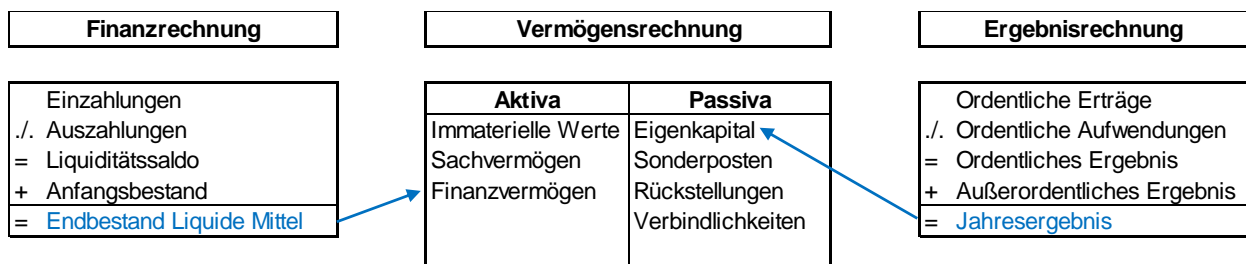 Finanzrechnung
Einzahlungen
./. Auszahlungen
= Liquiditätssaldo
+ Anfangsbestand
= Endbestand Liquide Mittel
Vermögensrechnung
Aktiva Passiva
Immaterielle Werte Eigenkapital
Sachvermögen Sonderposten
Finanzvermögen Rückstellungen
Verbindlichkeiten
Ergebnisrechnung
Ordentliche Erträge
./. Ordentliche Aufwendungen
= Ordentliches Ergebnis
+ Außerordentliches Ergebnis
= Jahresergebnis